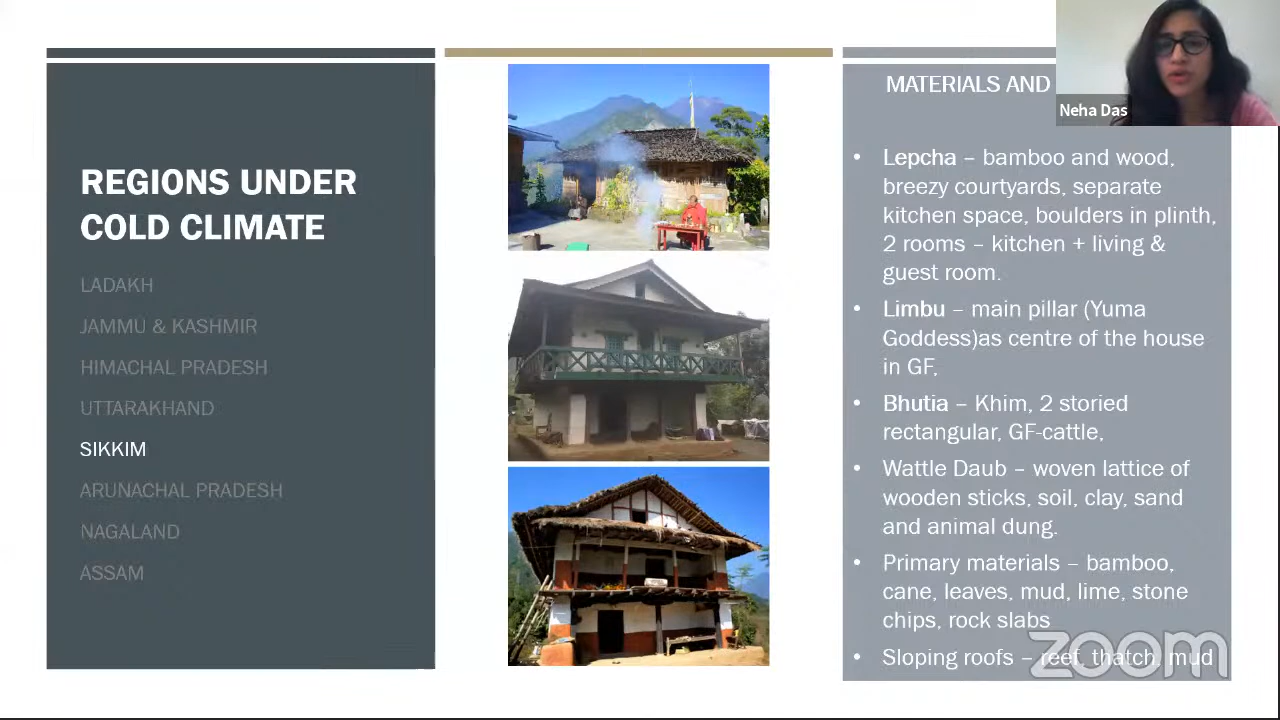 REGIONS UNDER
COLD CLIMATE
LADAKH
JAMMU & KASHMIR
HIMACHAL PRADESH
UTTARAKHAND
SIKKIM
ARUNACHAL PRADESH
NAGALAND
ASSAM
MATERIALS AND
Neha Das
• Lepcha – bamboo and wood,
breezy courtyards, separate
kitchen space, boulders in plinth,
2 rooms – kitchen + living &
guest room.
• Limbu – main pillar (Yuma
Goddess)as centre of the house
in GF,
• Bhutia – Khim, 2 storied
rectangular, GF-cattle,
• Wattle Daub – woven lattice of
wooden sticks, soil, clay, sand
and animal dung.
• Primary materials – bamboo,
cane, leaves, mud, lime, stone
chips, rock slabs
• Sloping roofs – reef, thatch, mud
zoom